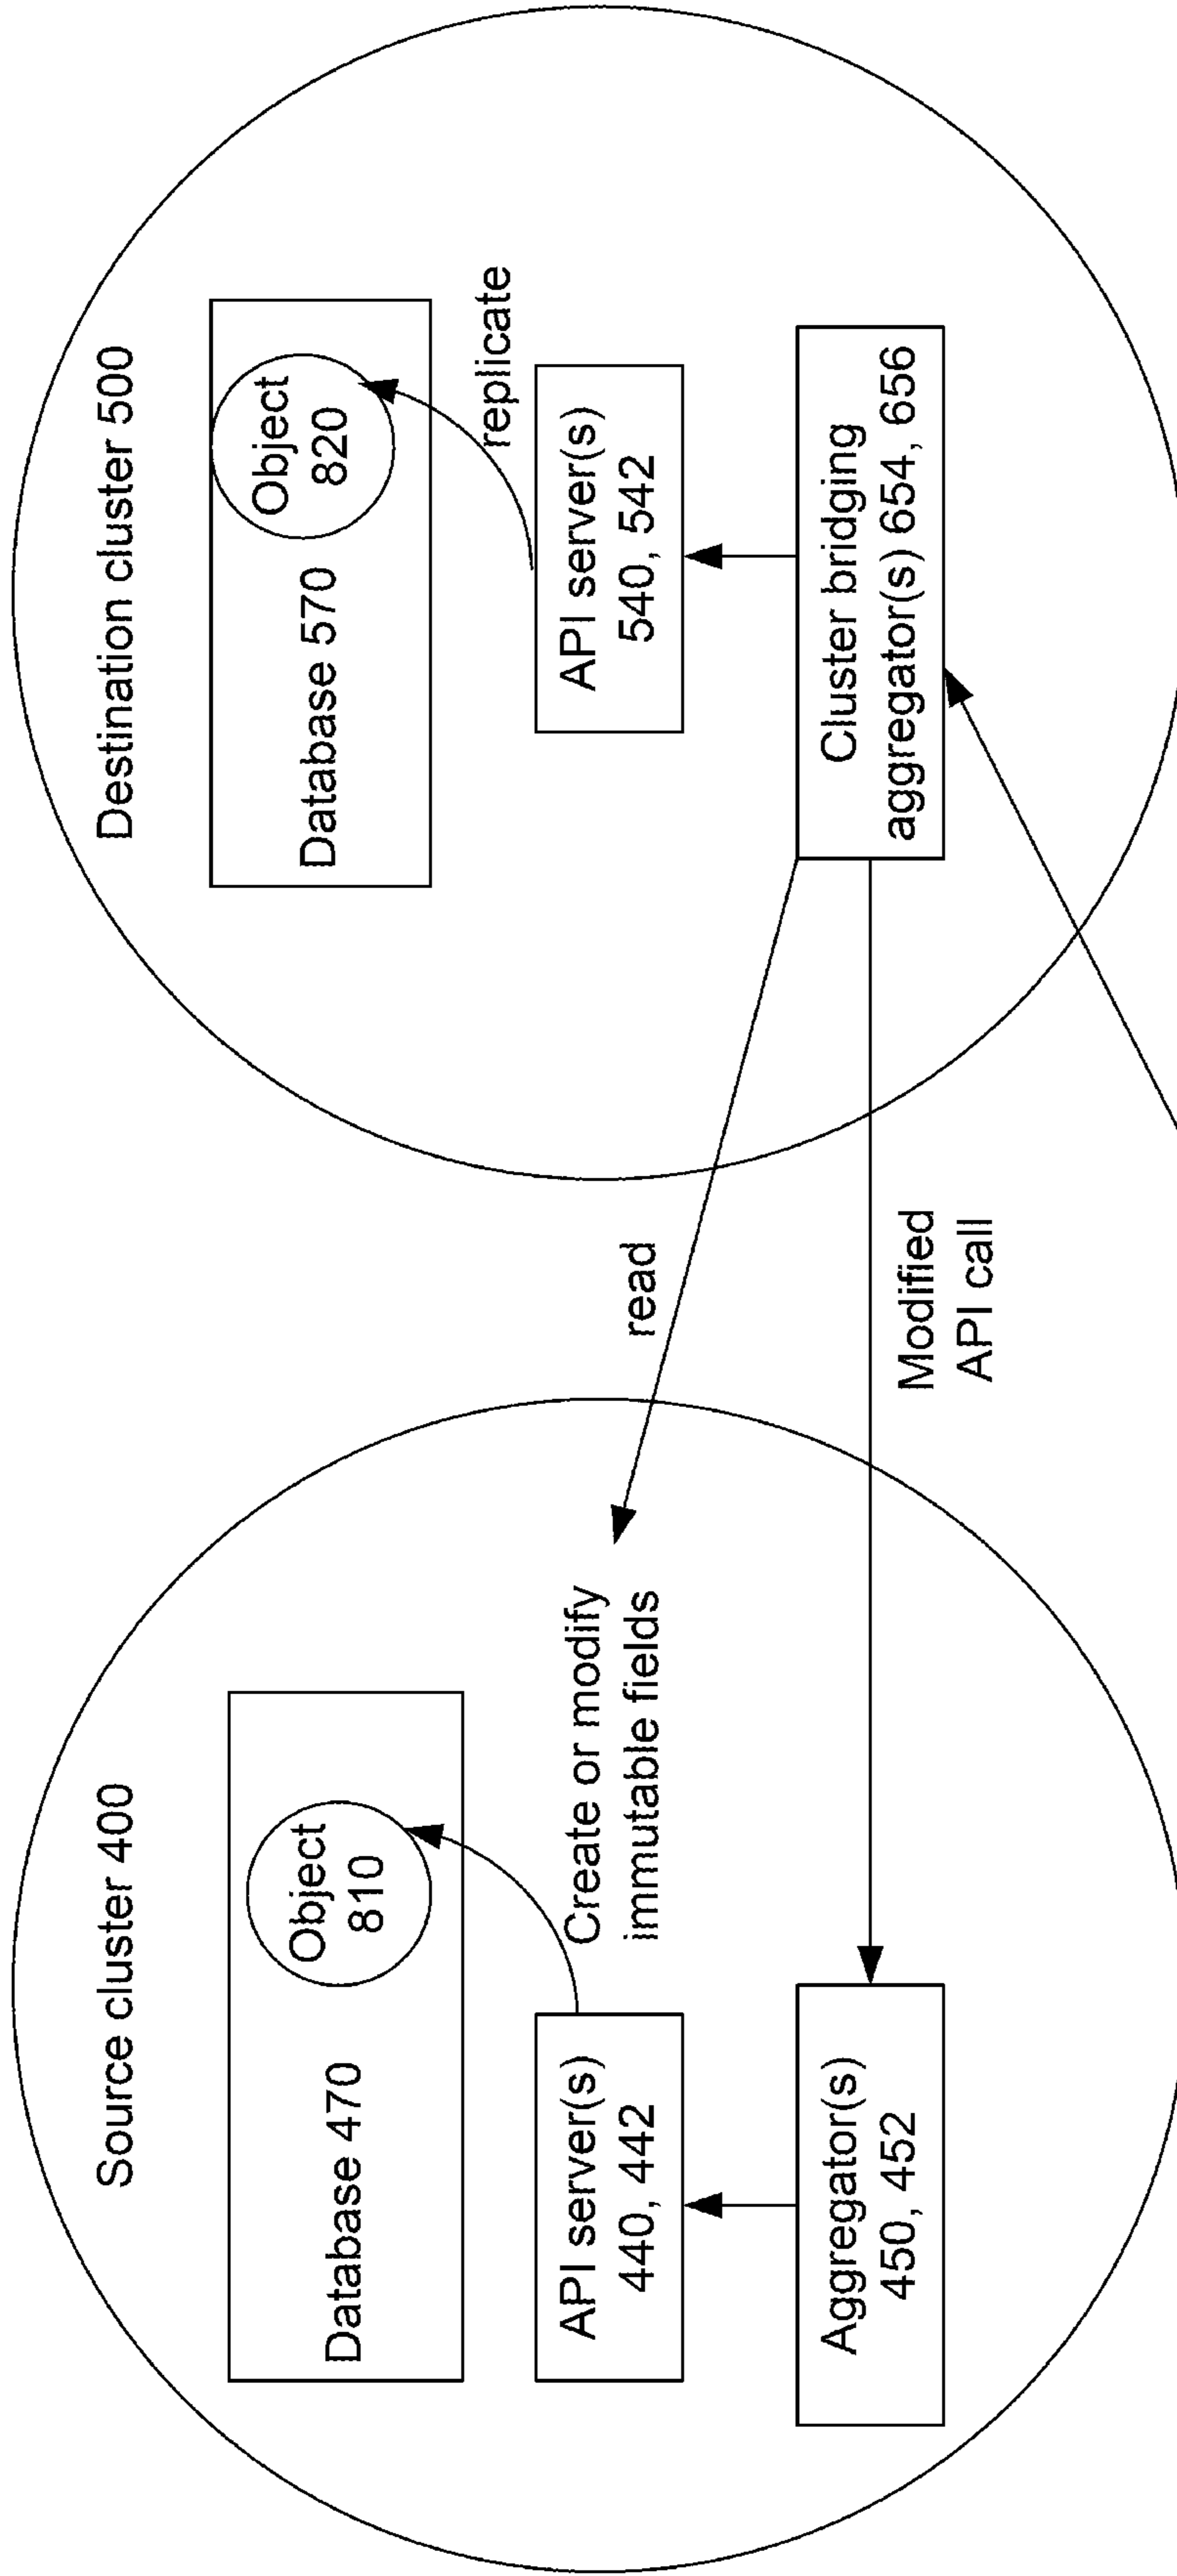 Source cluster 400
Database 470
Object
810
API server(s)
440, 442
Create or modify
immutable fields
Aggregator(s)
450, 452
read
Modified
API call
Destination cluster 500
Database 570
Object
820
replicate
API server(s)
540, 542
Cluster bridging
aggregator(s) 654, 656